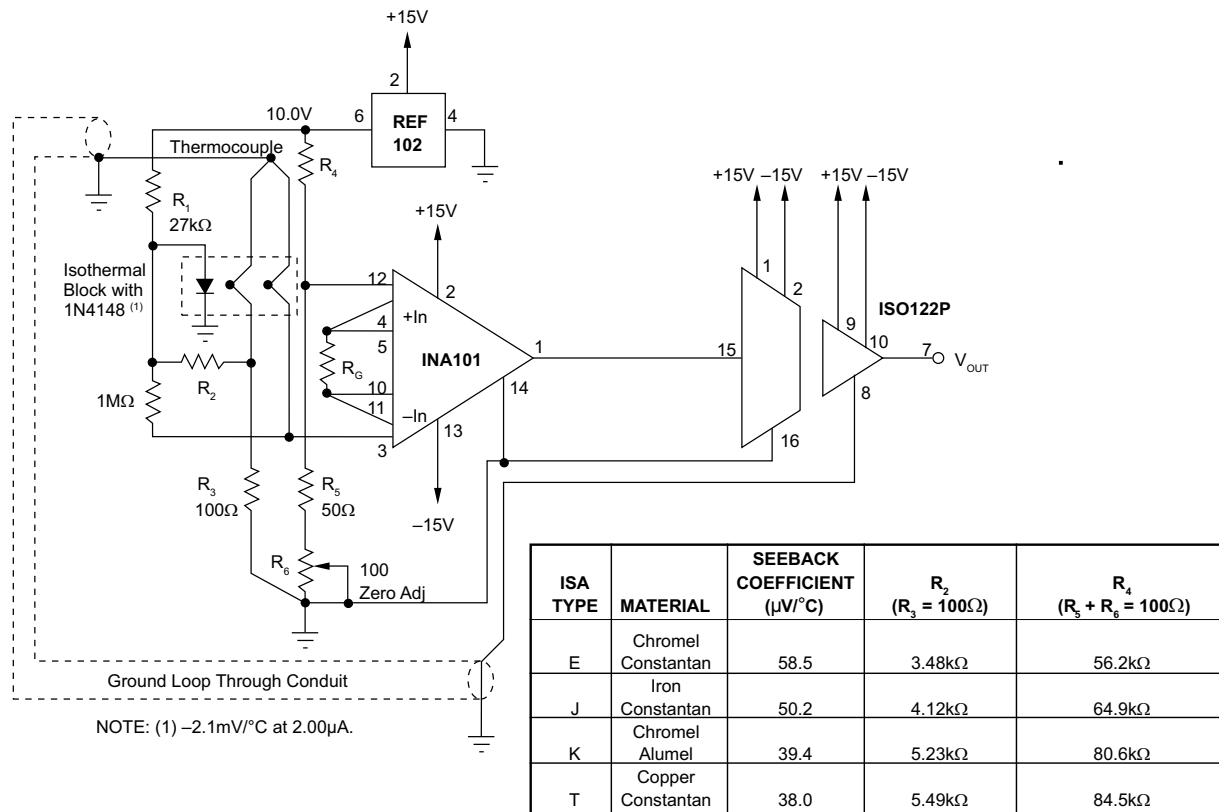 +15V
2
10.0V
6
REF
102
4
Thermocouple
R4
R1
27kΩ
+15V
+15V –15V
+15V –15V
Isothermal
Block with
1N4148 (1)
12
2
1
2
ISO122P
+In
4
5
9
10
RG
INA101
1
15
7
VOUT
R2
10
14
8
1MΩ
11
–In
3
13
16
R3
100Ω
R5
50Ω
–15V
R6
100
Zero Adj
Ground Loop Through Conduit
NOTE: (1) –2.1mV/°C at 2.00µA.
ISA TYPE MATERIAL SEEBACK COEFFICIENT (µV/°C) R2 (R3 = 100Ω) R4 (R5 + R6 = 100Ω)
E Chromel Constantan 58.5 3.48kΩ 56.2kΩ
J Iron Constantan 50.2 4.12kΩ 64.9kΩ
K Chromel Alumel 39.4 5.23kΩ 80.6kΩ
T Copper Constantan 38.0 5.49kΩ 84.5kΩ